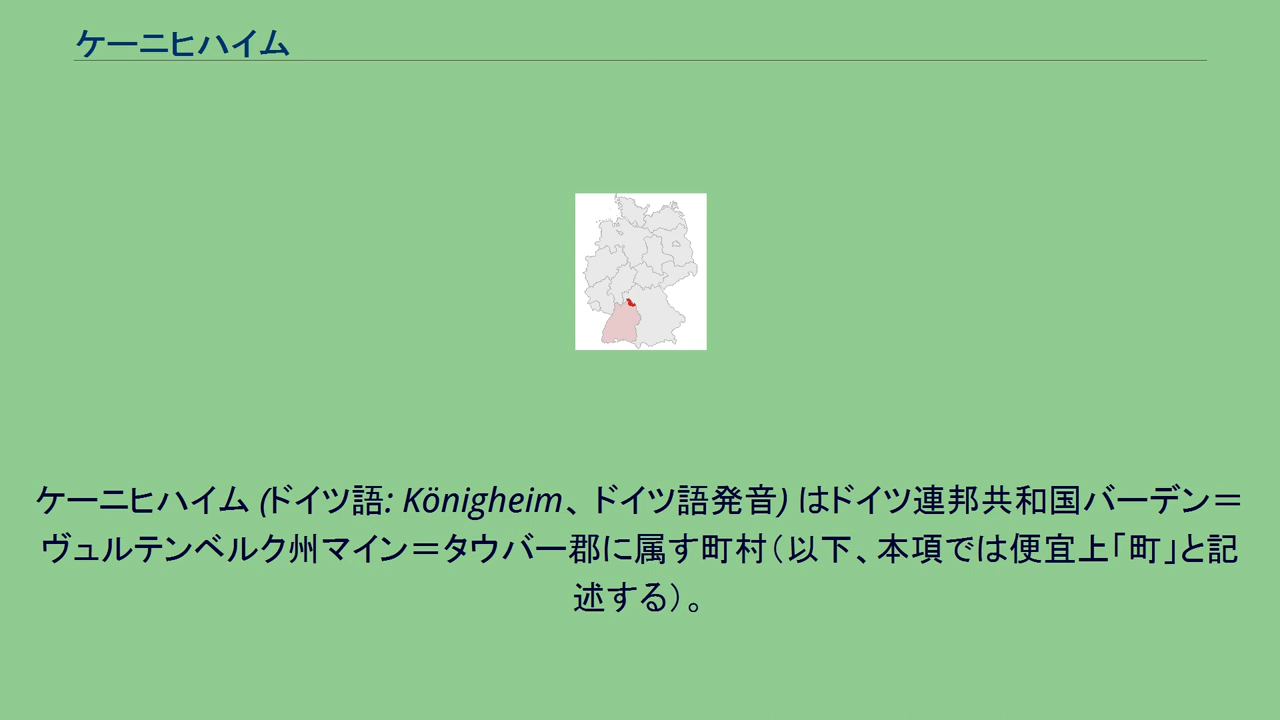 ケーニヒハイム
ケーニヒハイム (ドイツ語: Königheim、ドイツ語発音) はドイツ連邦共和国バーデン＝
ヴュルテンベルク州マイン＝タウバー郡に属す町村（以下、本項では便宜上「町」と記
述する）。